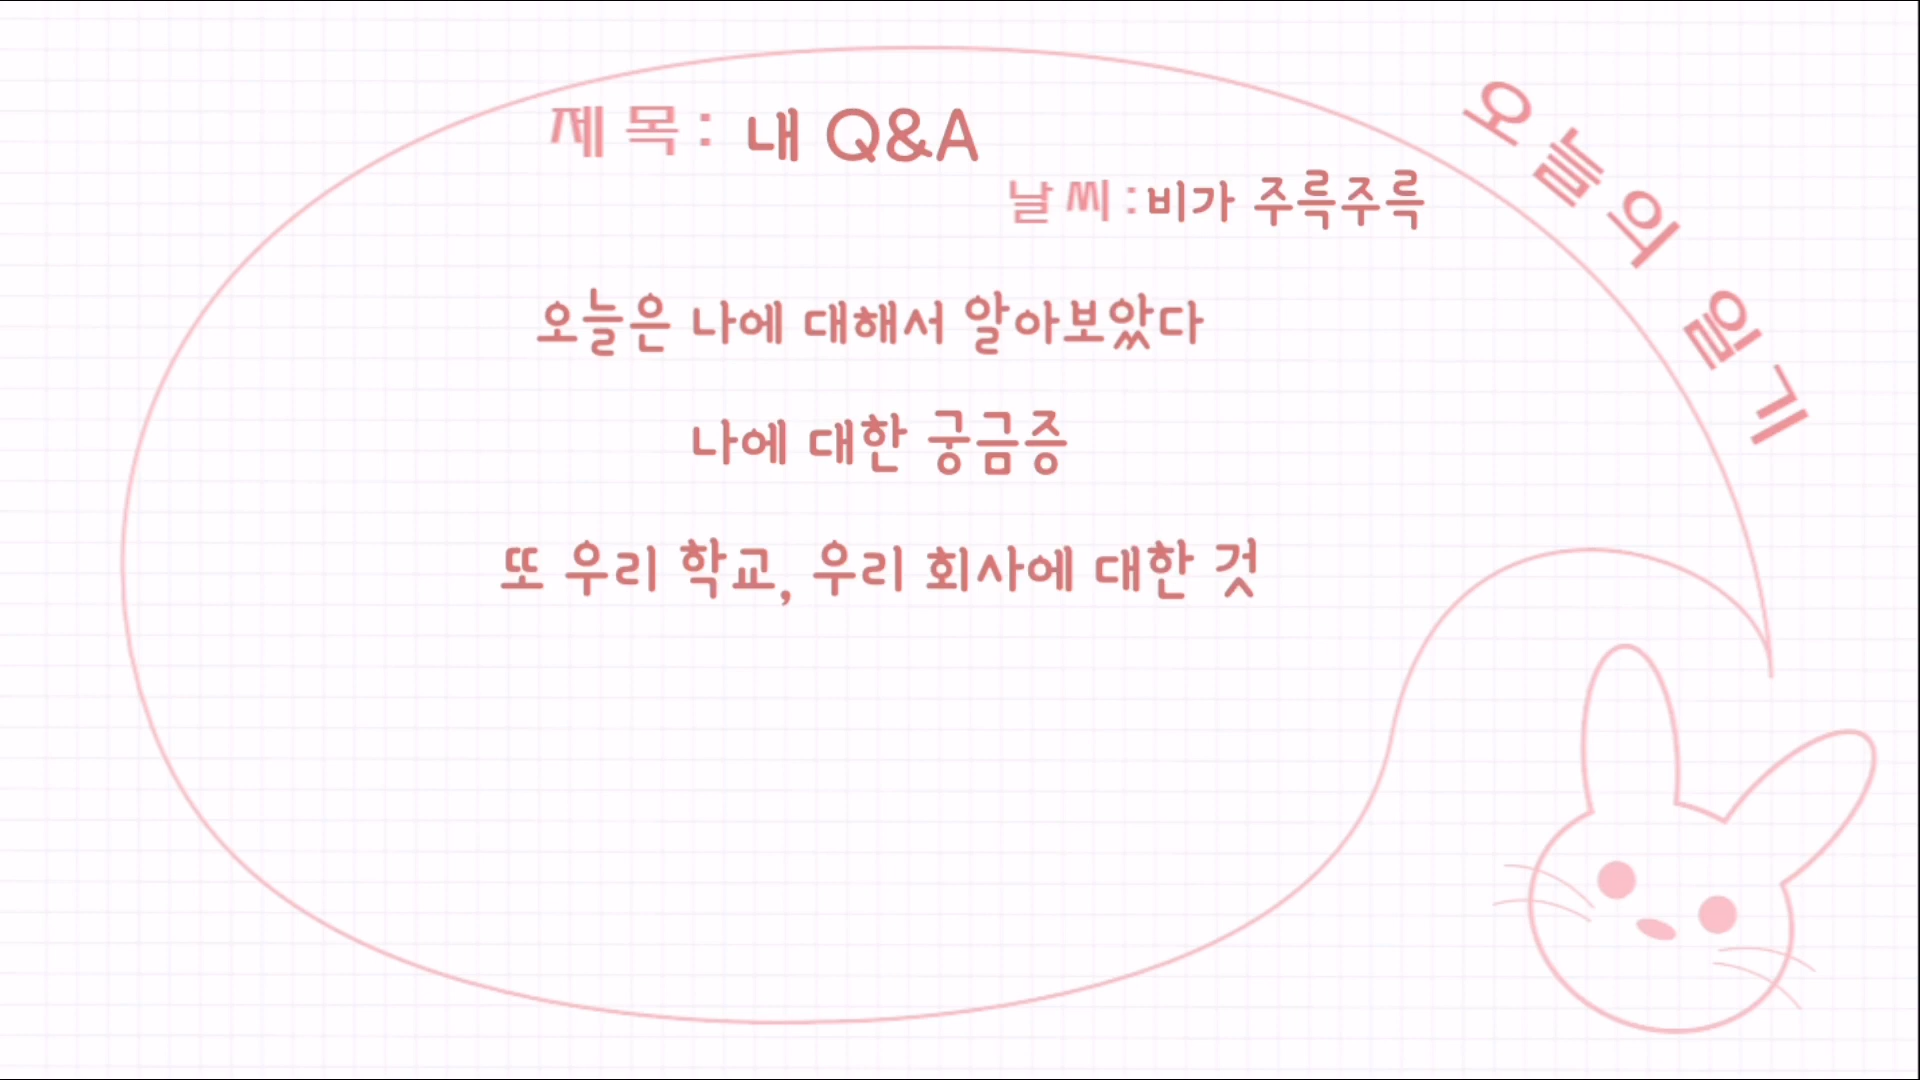 오늘의 일기
제목: 내 Q&A
날씨:비가 주륵주륵
오늘은 나에 대해서 알아보았다
나에 대한 궁금증
또 우리 학교, 우리 회사에 대한 것